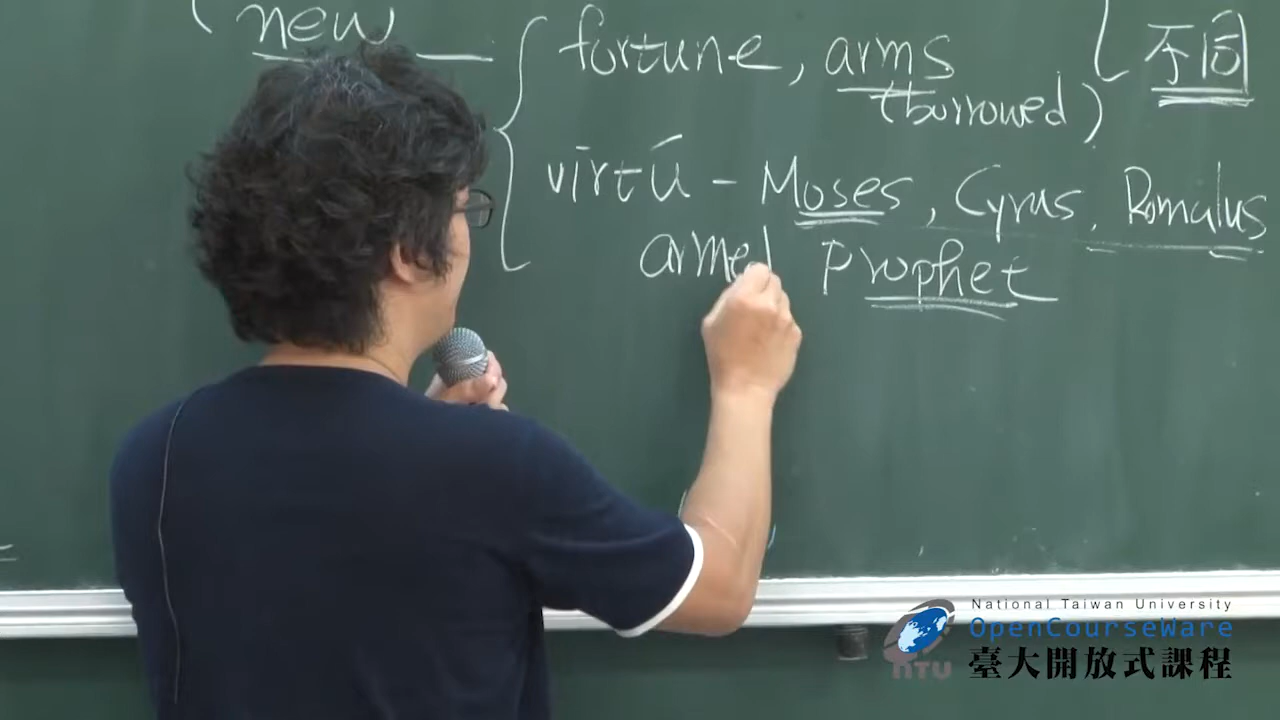 new
fortune, arms
(borrowed)
不同
virtú - Moses, Cyrus, Romulus
armed prophet
National Taiwan University
OpenCourseWare
臺大開放式課程
NTU